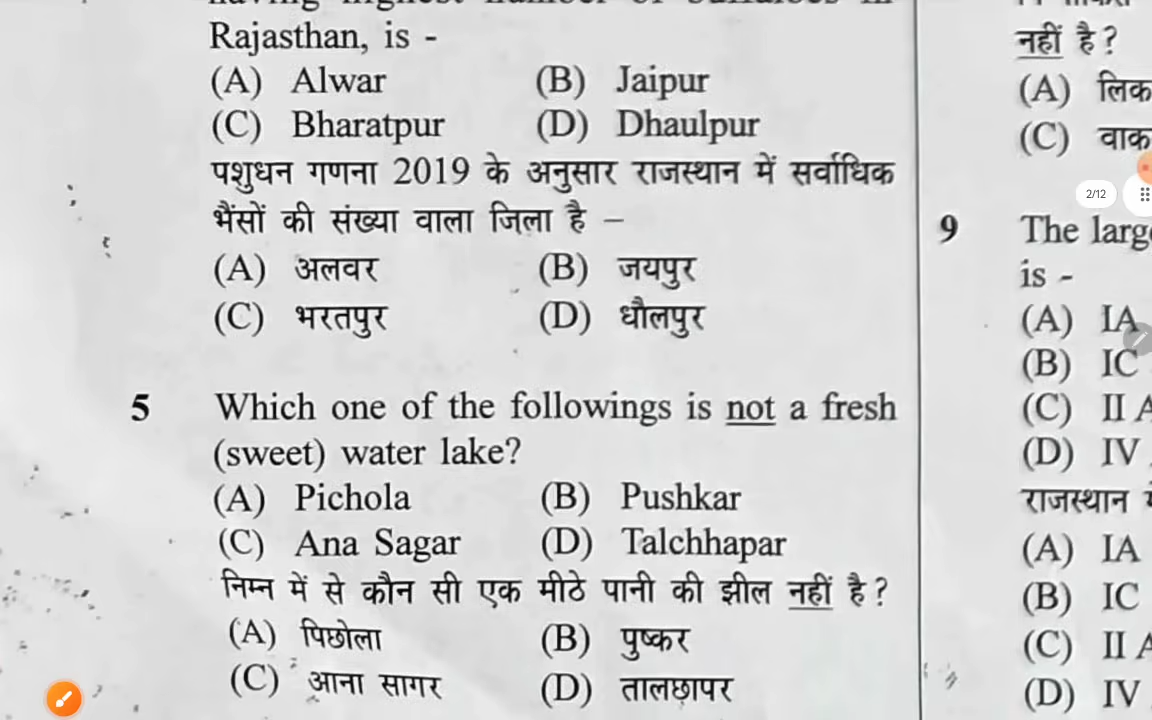 Rajasthan, is -
(A) Alwar (B) Jaipur
(C) Bharatpur (D) Dhaulpur
पशुधन गणना 2019 के अनुसार राजस्थान में सर्वाधिक
भैंसों की संख्या वाला जिला है –
(A) अलवर (B) जयपुर
(C) भरतपुर (D) धौलपुर
5 Which one of the followings is not a fresh
(sweet) water lake?
(A) Pichola (B) Pushkar
(C) Ana Sagar (D) Talchhapar
निम्न में से कौन सी एक मीठे पानी की झील नहीं है?
(A) पिछोला (B) पुष्कर
(C) आना सागर (D) तालछापर
नहीं है?
(A)
(C)
2/12
9 The
is -
(A) IA
(B) IC
(C) II
(D) IV
राजस्थान
(A) IA
(B) IC
(C) II
(D) IV